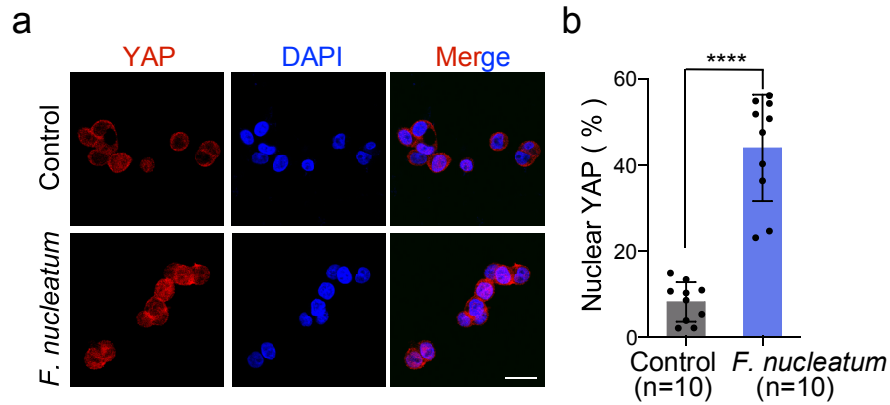 a
YAP
DAPI
Merge
Control
F. nucleatum
b
****
Nuclear YAP ( %)
60
40
20
0
Control
(n=10)
F. nucleatum
(n=10)